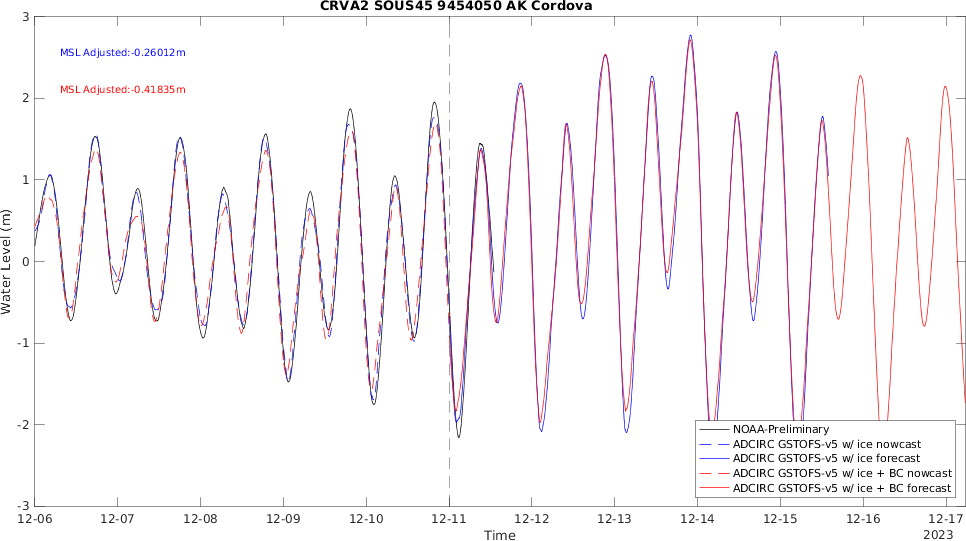 CRVA2 SOUS45 9454050 AK Cordova
MSL Adjusted:-0.26012m
MSL Adjusted:-0.41835m
Water Level (m)
3
2
1
0
-1
-2
-3
NOAA-Preliminary
ADCIRC GSTOFS-v5 w/ ice nowcast
ADCIRC GSTOFS-v5 w/ ice forecast
ADCIRC GSTOFS-v5 w/ ice + BC nowcast
ADCIRC GSTOFS-v5 w/ ice + BC forecast
12-06 12-07 12-08 12-09 12-10 12-11 12-12 12-13 12-14 12-15 12-16 12-17
Time
2023